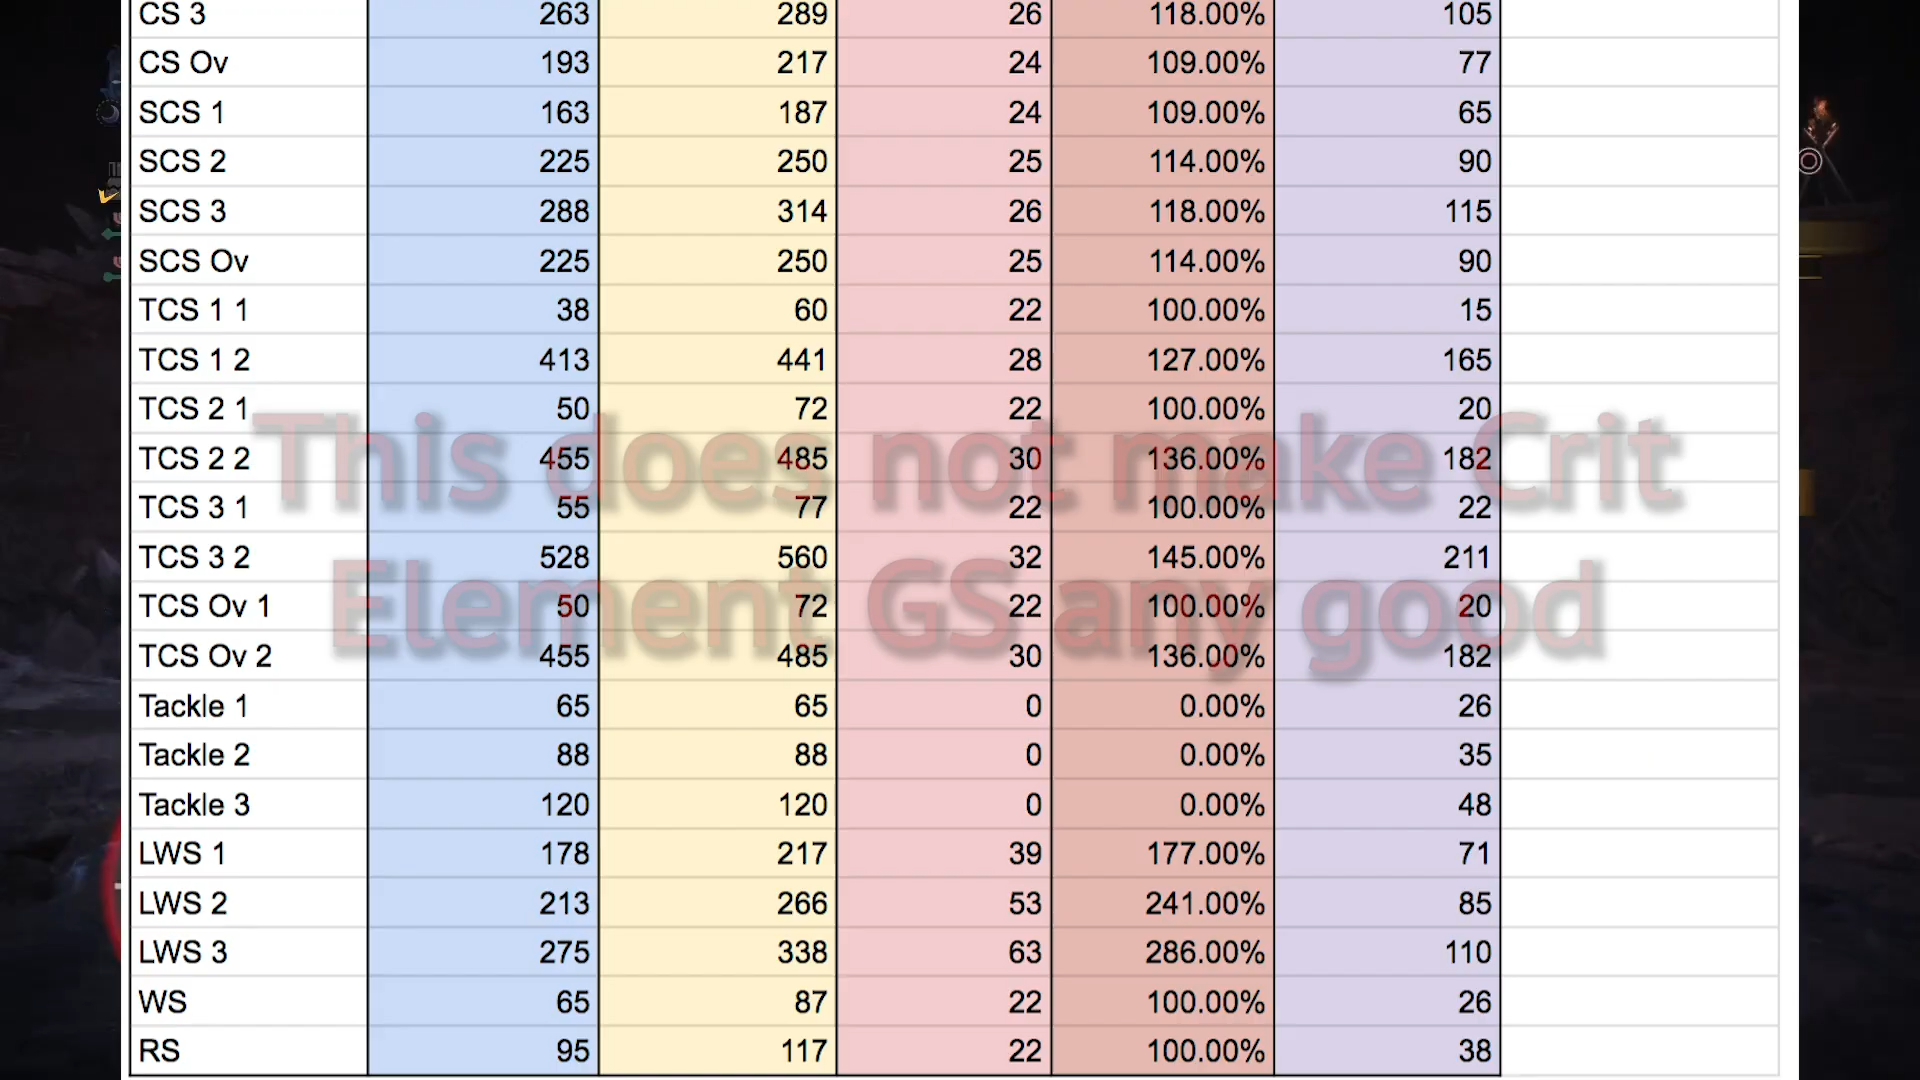 CS 3 263 289 26 118.00% 105
CS Ov 193 217 24 109.00% 77
SCS 1 163 187 24 109.00% 65
SCS 2 225 250 25 114.00% 90
SCS 3 288 314 26 118.00% 115
SCS Ov 225 250 25 114.00% 90
TCS 1 1 38 60 22 100.00% 15
TCS 1 2 413 441 28 127.00% 165
TCS 2 1 50 72 22 100.00% 20
This does not make Crit
TCS 2 2 455 485 30 136.00% 182
TCS 3 1 55 77 22 100.00% 22
TCS 3 2 528 560 32 145.00% 211
Element GS any good
TCS Ov 1 50 72 22 100.00% 20
TCS Ov 2 455 485 30 136.00% 182
Tackle 1 65 65 0 0.00% 26
Tackle 2 88 88 0 0.00% 35
Tackle 3 120 120 0 0.00% 48
LWS 1 178 217 39 177.00% 71
LWS 2 213 266 53 241.00% 85
LWS 3 275 338 63 286.00% 110
WS 65 87 22 100.00% 26
RS 95 117 22 100.00% 38